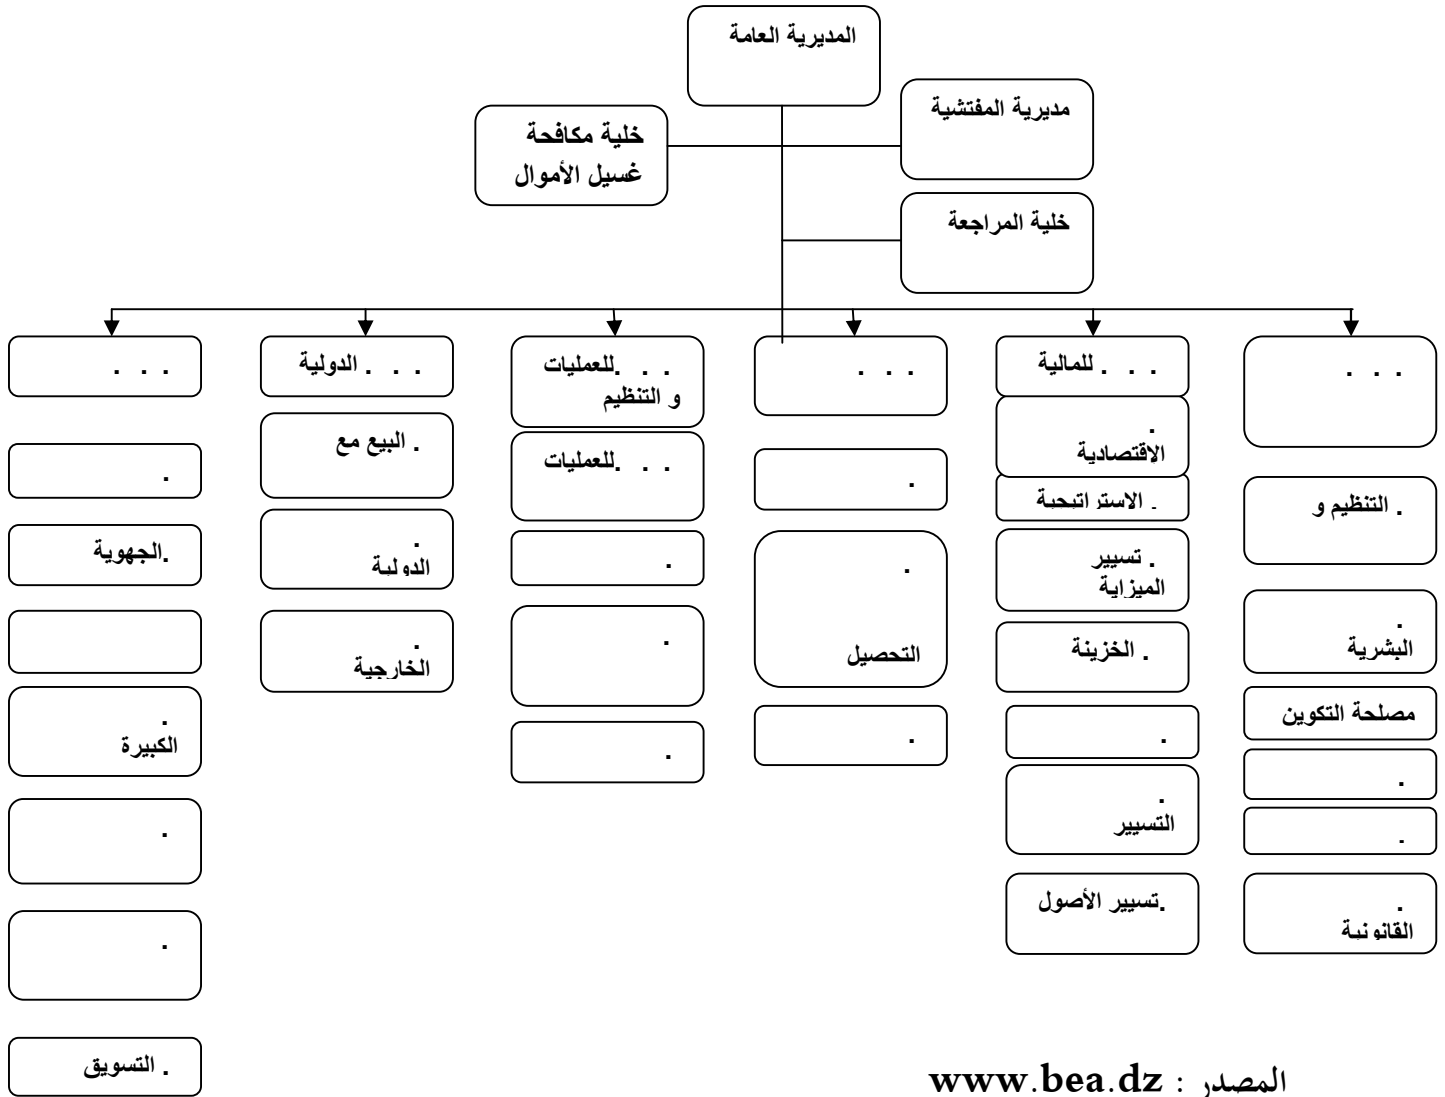 المديرية العامة
مديرية المفتشية
خلية مكافحة
غسيل الأموال
خلية المراجعة
. . .
. التنظيم و
.
البشرية
مصلحة التكوين
.
.
.
القانونية
. . . للمالية
.
الاقتصادية
. الاستراتيجية
. تسيير
الميزاية
. الخزينة
.
.
التسيير
.تسيير الأصول
. . .
.
.
التحصيل
.
. . .للعمليات
و التنظيم
. . .للعمليات
.
.
.
. . . الدولية
. البيع مع
.
الدولية
.
الخارجية
. . .
.
.الجهوية
.
الكبيرة
.
.
. التسويق
المصدر : www.bea.dz